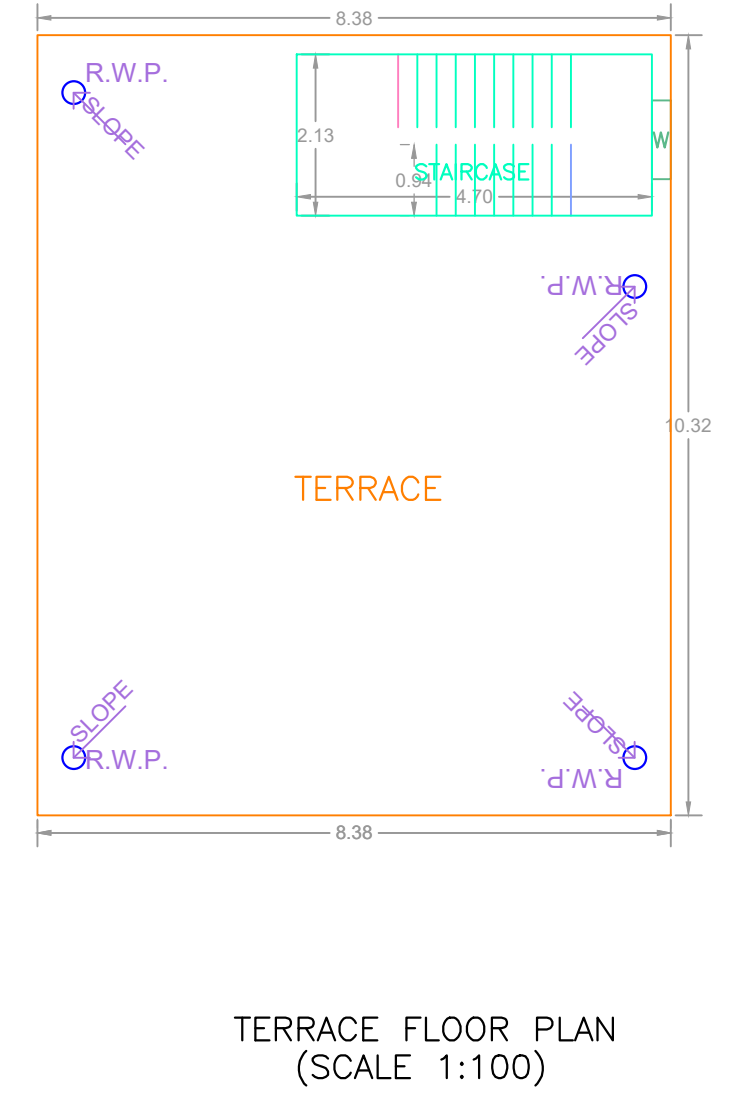 8.38
R.W.P.
SLOPE
2.13
W
STAIRCASE
0.94
4.70
R.W.P.
SLOPE
10.32
TERRACE
SLOPE
R.W.P.
SLOPE
R.W.P.
8.38
TERRACE FLOOR PLAN
(SCALE 1:100)